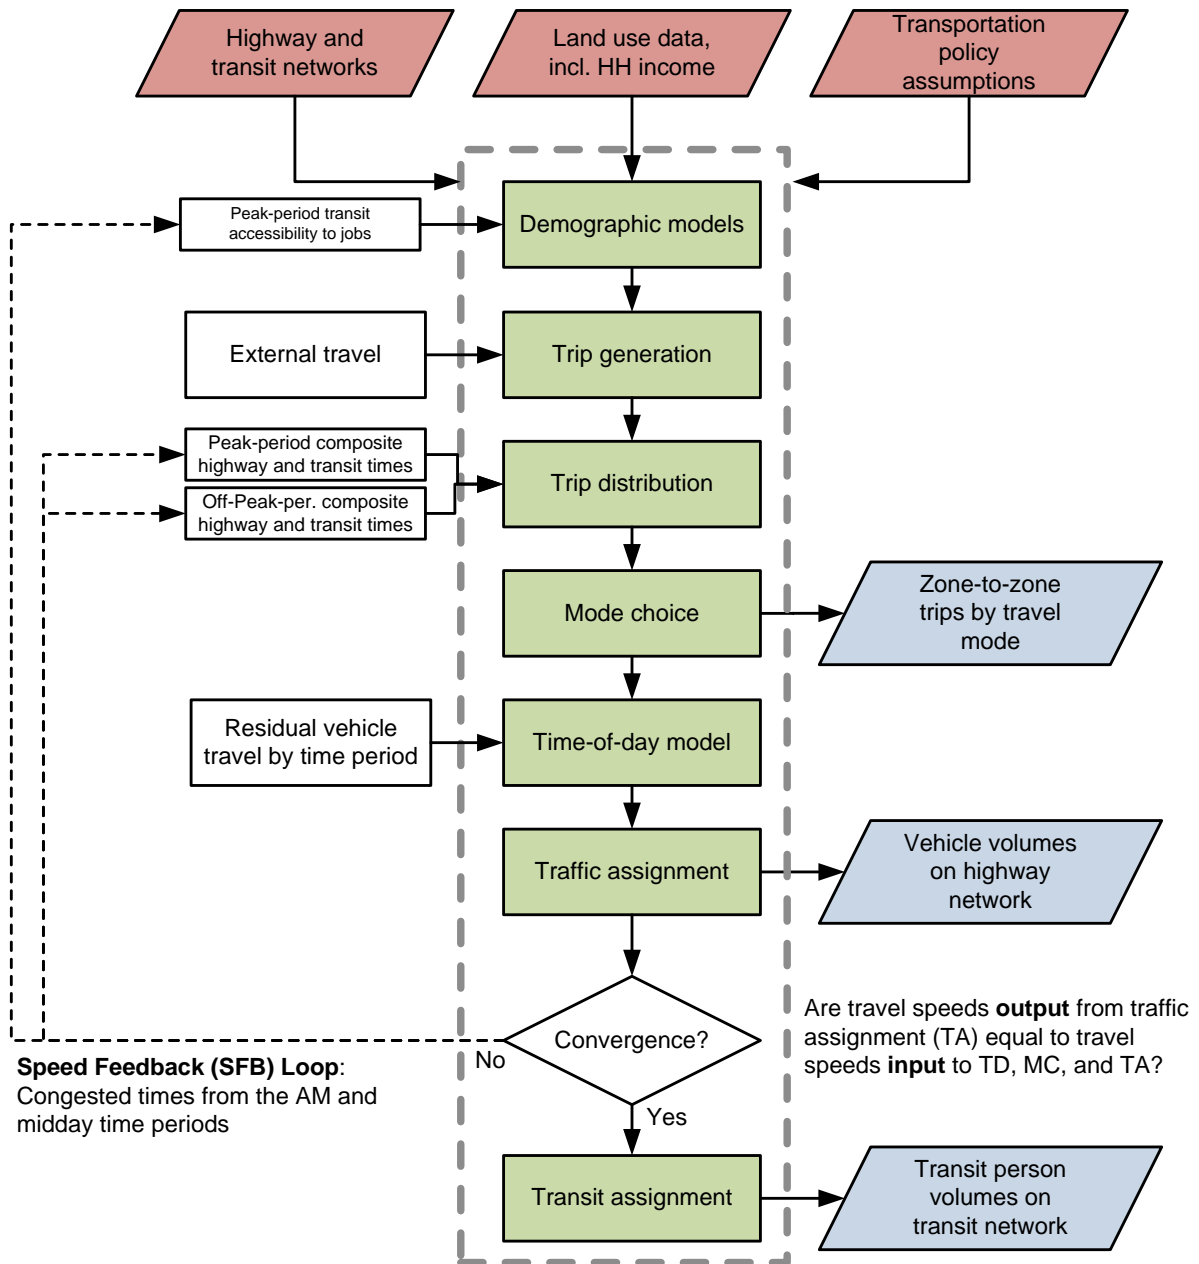 Highway and
transit networks
Land use data,
incl. HH income
Transportation
policy
assumptions
Peak-period transit
accessibility to jobs
Demographic models
External travel
Trip generation
Peak-period composite
highway and transit times
Off-Peak-per. composite
highway and transit times
Trip distribution
Mode choice
Zone-to-zone
trips by travel
mode
Residual vehicle
travel by time period
Time-of-day model
Traffic assignment
Vehicle volumes
on highway
network
Convergence?
No
Yes
Are travel speeds output from traffic
assignment (TA) equal to travel
speeds input to TD, MC, and TA?
Speed Feedback (SFB) Loop:
Congested times from the AM and
midday time periods
Transit assignment
Transit person
volumes on
transit network